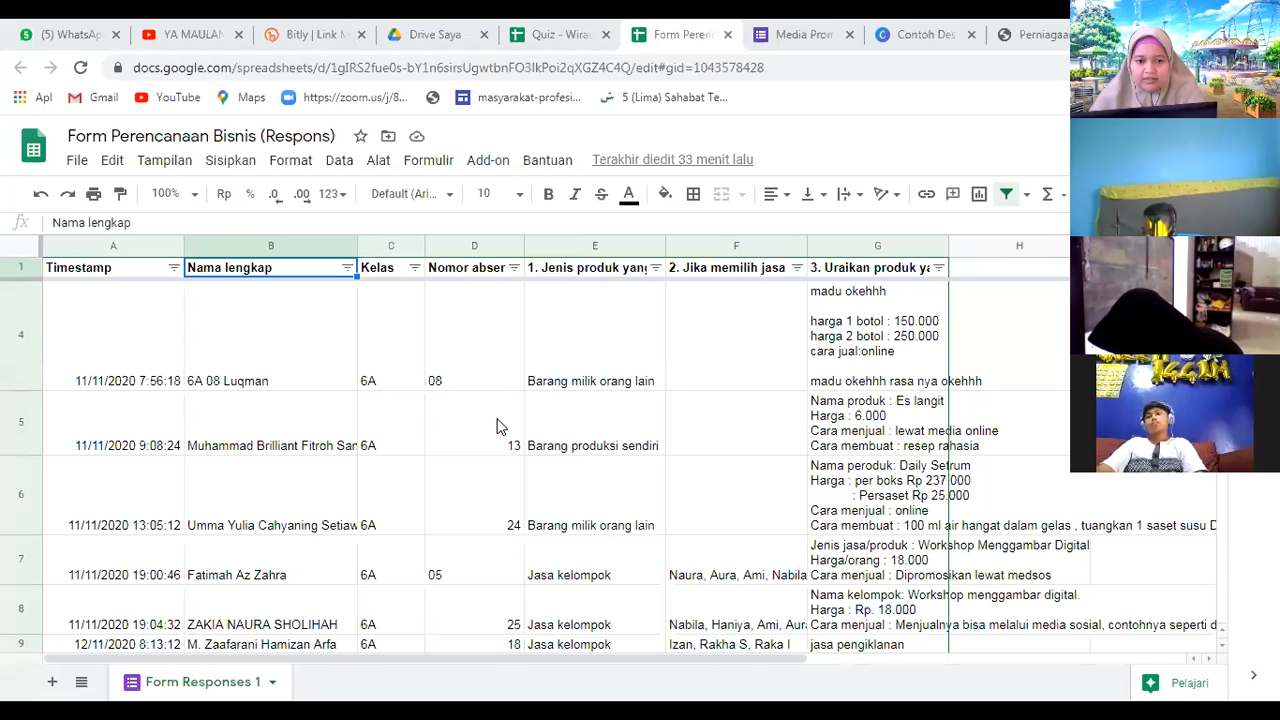 (5) WhatsAp
YA MAULAN
Bitly | Link M
Drive Saya
Quiz - Wirau
Form Perenc
Media Prom
Contoh Des
Perniagaa
docs.google.com/spreadsheets/d/
/edit#gid=1043578428
Apl
Gmail
YouTube
Maps
https://zoom.us/j/8...
masyarakat-profesi...
5 (Lima) Sahabat Te...
Form Perencanaan Bisnis (Respons)
File
Edit
Tampilan
Sisipkan
Format
Data
Alat
Formulir
Add-on
Bantuan
Terakhir diedit 33 menit lalu
100%
Rp
%
.0
.00
123
Default (Ari...
10
B
I
S
A
fx
Nama lengkap
A B C D E F G H
1 Timestamp Nama lengkap Kelas Nomor abser 1. Jenis produk yang 2. Jika memilih jasa 3. Uraikan produk ya
madu okehhh
harga 1 botol : 150.000
harga 2 botol : 250.000
cara jual:online
madu okehhh rasa nya okehhh
4 11/11/2020 7:56:18 6A 08 Luqman 6A 08 Barang milik orang lain
Nama produk : Es langit
Harga : 6.000
Cara menjual : lewat media online
Cara membuat : resep rahasia
5 11/11/2020 9:08:24 Muhammad Brilliant Fitroh San 6A 13 Barang produksi sendiri
Nama peroduk: Daily Setrum
Harga : per boks Rp 237.000
: Persaset Rp 25.000
Cara menjual : online
Cara membuat : 100 ml air hangat dalam gelas , tuangkan 1 saset susu D
6 11/11/2020 13:05:12 Umma Yulia Cahyaning Setiaw 6A 24 Barang milik orang lain
Jenis jasa/produk : Workshop Menggambar Digital
Harga/orang : 18.000
Cara menjual : Dipromosikan lewat medsos
7 11/11/2020 19:00:46 Fatimah Az Zahra 6A 05 Jasa kelompok Naura, Aura, Ami, Nabila
Nama kelompok: Workshop menggambar digital.
Harga : Rp. 18.000
Cara menjual : Menjualnya bisa melalui media sosial, contohnya seperti d
8 11/11/2020 19:04:32 ZAKIA NAURA SHOLIHAH 6A 25 Jasa kelompok Nabila, Haniya, Ami, Aura
9 12/11/2020 8:13:12 M. Zaafarani Hamizan Arfa 6A 18 Jasa kelompok Izan, Rakha S, Raka I jasa pengiklanan
Form Responses 1
Pelajari